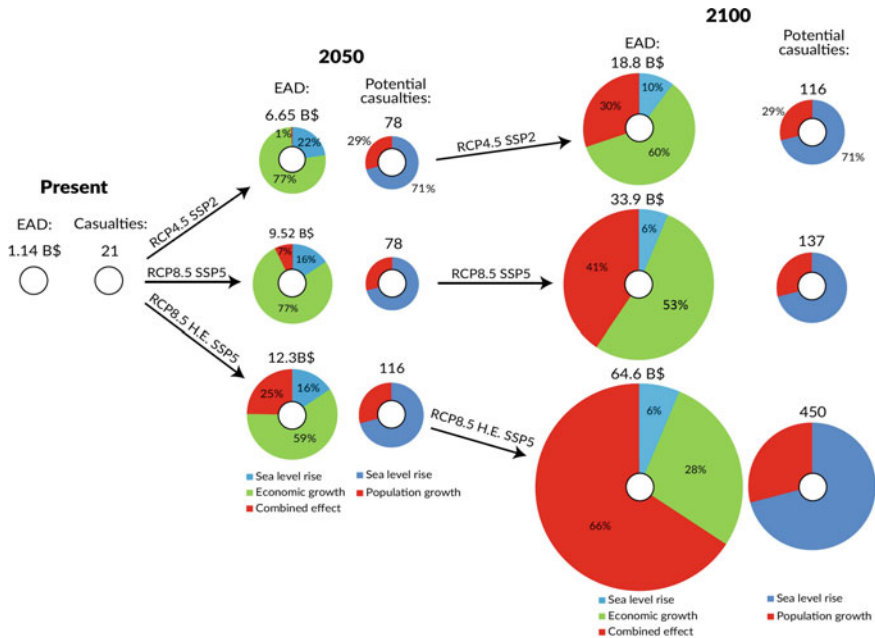 Present
EAD:
1.14 B$
Casualties:
21
RCP4.5 SSP2
RCP8.5 SSP5
RCP8.5 H.E. SSP5
2050
EAD:
6.65 B$
1%
22%
77%
Potential
casualties:
78
29%
71%
9.52 B$
7%
16%
77%
78
12.3B$
25%
16%
59%
116
Sea level rise
Economic growth
Combined effect
Sea level rise
Population growth
RCP4.5 SSP2
RCP8.5 SSP5
RCP8.5 H.E. SSP5
2100
EAD:
18.8 B$
30%
10%
60%
Potential
casualties:
116
29%
71%
33.9 B$
41%
6%
53%
137
64.6 B$
6%
28%
66%
450
Sea level rise
Economic growth
Combined effect
Sea level rise
Population growth